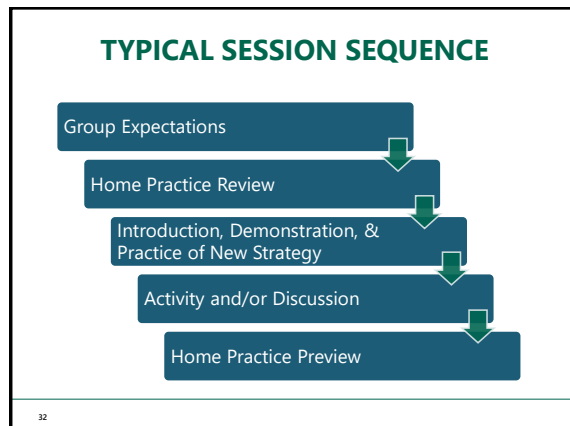 TYPICAL SESSION SEQUENCE
Group Expectations
Home Practice Review
Introduction, Demonstration, &
Practice of New Strategy
Activity and/or Discussion
Home Practice Preview
32